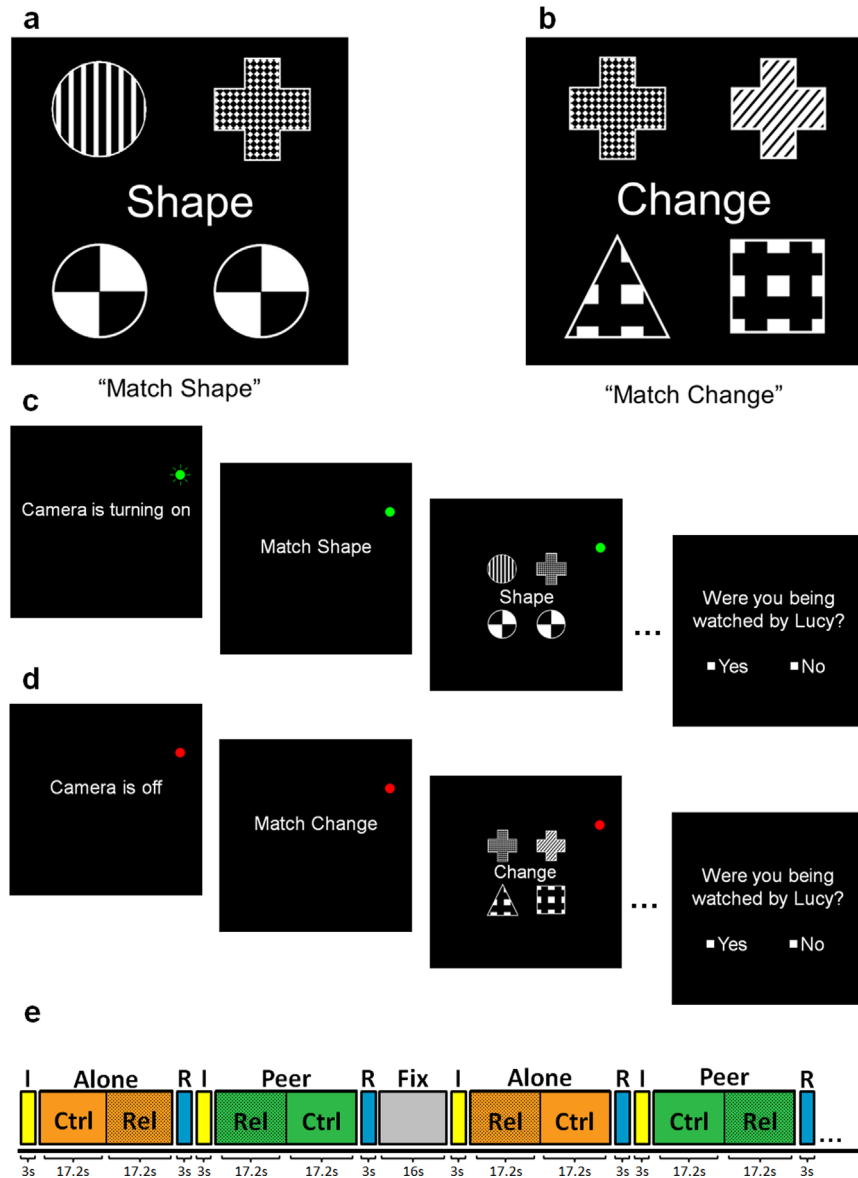 a
b
Shape
Change
“Match Shape”
“Match Change”
c
Camera is turning on
Match Shape
Shape
...
Were you being
watched by Lucy?
Yes No
d
Camera is off
Match Change
Change
...
Were you being
watched by Lucy?
Yes No
e
I Alone R I Peer R Fix I Alone R I Peer R
Ctrl Rel Rel Ctrl Rel Ctrl Ctrl Rel ...
3s 17.2s 17.2s 3s 3s 17.2s 17.2s 3s 16s 3s 17.2s 17.2s 3s 3s 17.2s 17.2s 3s